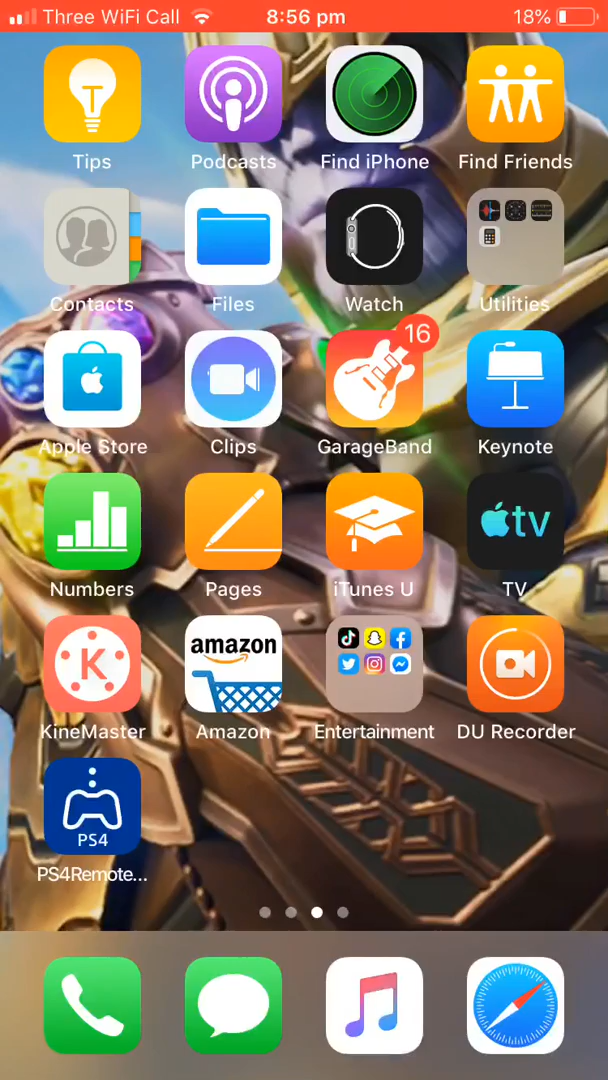 Three WiFi Call 8:56 pm 18%
Tips Podcasts Find iPhone Find Friends
Contacts Files Watch Utilities
16
Apple Store Clips GarageBand Keynote
tv
Numbers Pages iTunes U TV
K amazon
KineMaster Amazon Entertainment DU Recorder
PS4
PS4Remote...